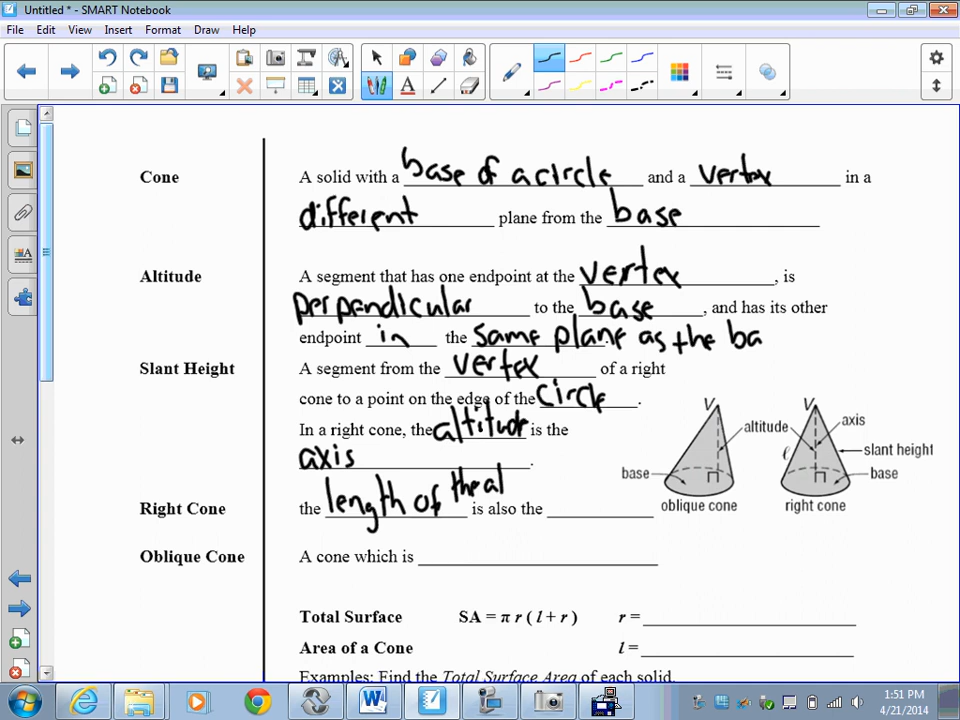 Untitled * - SMART Notebook
File Edit View Insert Format Draw Help
Cone A solid with a base of a circle and a vertex in a
different plane from the base
Altitude A segment that has one endpoint at the vertex, is
perpendicular to the base, and has its other
endpoint in the same plane as the ba
Slant Height A segment from the vertex of a right
cone to a point on the edge of the circle.
In a right cone, the altitude is the
axis.
Right Cone the length of the al is also the
V V
altitude axis
ℓ slant height
base base
oblique cone right cone
Oblique Cone A cone which is
Total Surface SA = π r ( l + r ) r =
Area of a Cone l =
Examples: Find the Total Surface Area of each solid.
1:51 PM
4/21/2014